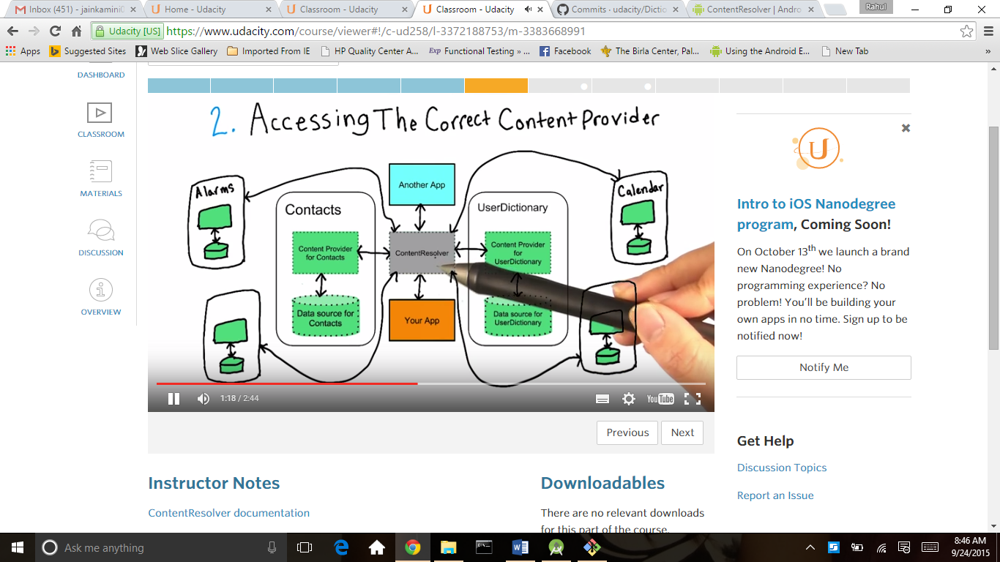 Inbox (451) - jainkamini0
Home - Udacity
Classroom - Udacity
Classroom - Udacity
Commits · udacity/Dictio
ContentResolver | Andro
Rahul
Udacity [US]
https://www.udacity.com/course/viewer#!/c-ud258/l-3372188753/m-3383668991
Apps
Suggested Sites
Web Slice Gallery
Imported From IE
HP Quality Center A...
Exp Functional Testing » ...
Facebook
The Birla Center, Pal...
Using the Android E...
New Tab
»
DASHBOARD
CLASSROOM
MATERIALS
DISCUSSION
OVERVIEW
2. Accessing The Correct Content Provider
Alarms
Contacts
Content Provider
for Contacts
Data source for
Contacts
Another App
ContentResolver
Your App
UserDictionary
Content Provider
for
UserDictionary
Data source for
UserDictionary
Calendar
1:18 / 2:44
YouTube
Previous
Next
Instructor Notes
ContentResolver documentation
Downloadables
There are no relevant downloads
for this part of the course.
U
Intro to iOS Nanodegree
program, Coming Soon!
On October 13th we launch a brand
new Nanodegree! No
programming experience? No
problem! You'll be building your
own apps in no time. Sign up to be
notified now!
Notify Me
Get Help
Discussion Topics
Report an Issue
Ask me anything
8:46 AM
9/24/2015